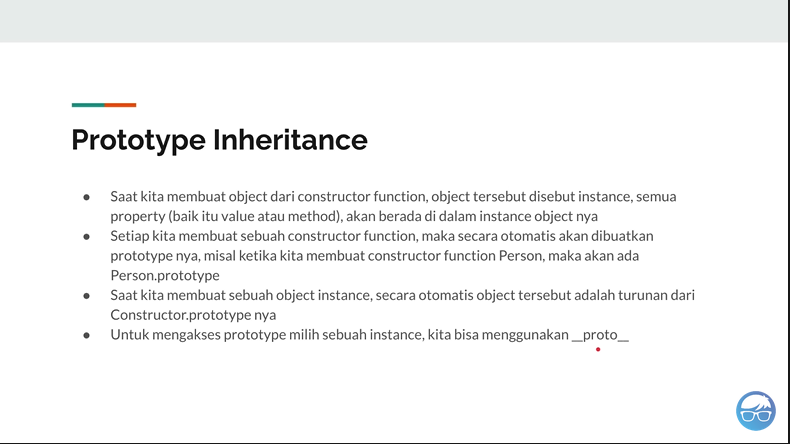 Prototype Inheritance
● Saat kita membuat object dari constructor function, object tersebut disebut instance, semua
property (baik itu value atau method), akan berada di dalam instance object nya
● Setiap kita membuat sebuah constructor function, maka secara otomatis akan dibuatkan
prototype nya, misal ketika kita membuat constructor function Person, maka akan ada
Person.prototype
● Saat kita membuat sebuah object instance, secara otomatis object tersebut adalah turunan dari
Constructor.prototype nya
● Untuk mengakses prototype milih sebuah instance, kita bisa menggunakan __proto__